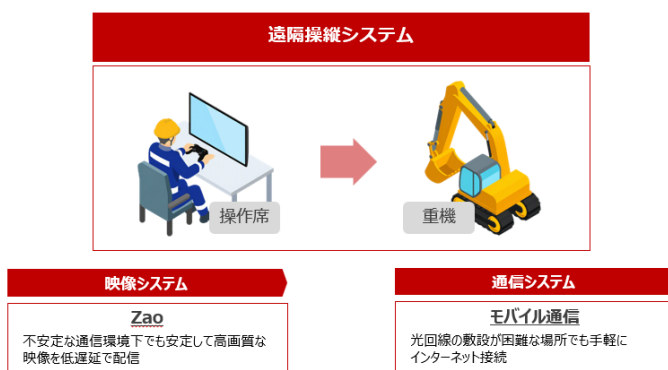 遠隔操縦システム
操作席
重機
映像システム
Zao
不安定な通信環境下でも安定して高画質な
映像を低遅延で配信
通信システム
モバイル通信
光回線の敷設が困難な場所でも手軽に
インターネット接続